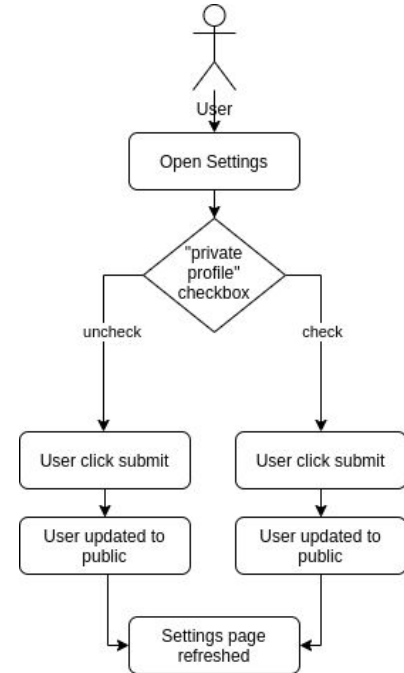 User
Open Settings
"private
profile"
checkbox
uncheck
check
User click submit
User click submit
User updated to
public
User updated to
public
Settings page
refreshed